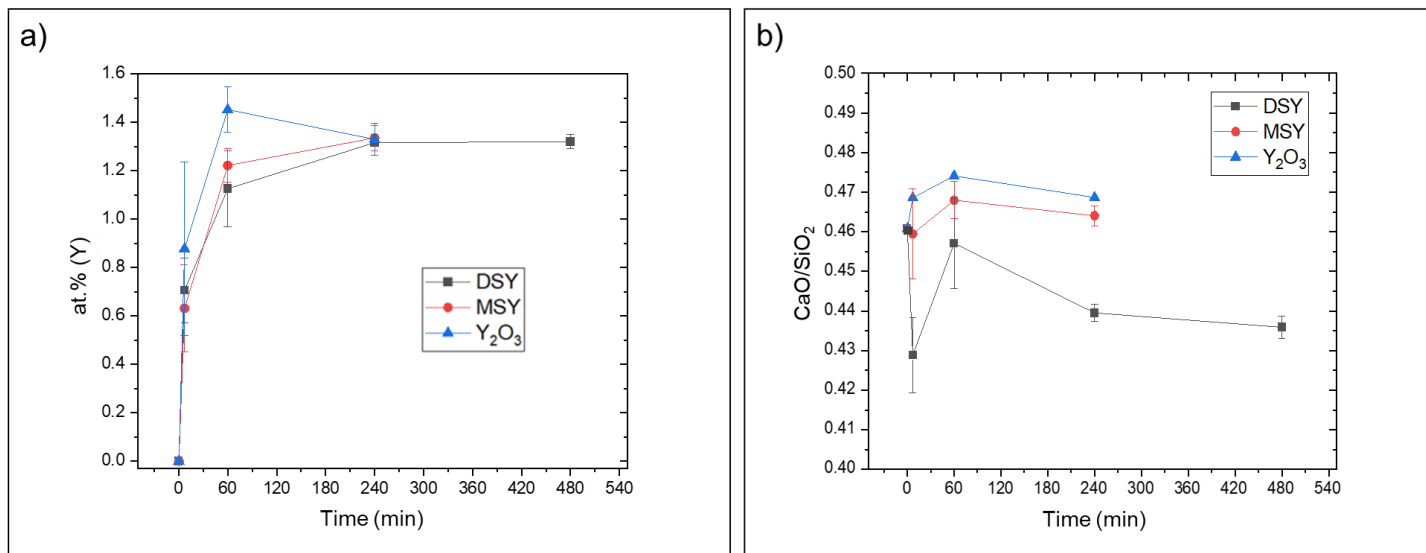 a)
at.% (Y)
1.6
1.4
1.2
1.0
0.8
0.6
0.4
0.2
0.0
0 60 120 180 240 300 360 420 480 540
Time (min)
DSY
MSY
Y₂O₃
b)
CaO/SiO₂
0.50
0.49
0.48
0.47
0.46
0.45
0.44
0.43
0.42
0.41
0.40
0 60 120 180 240 300 360 420 480 540
Time (min)
DSY
MSY
Y₂O₃